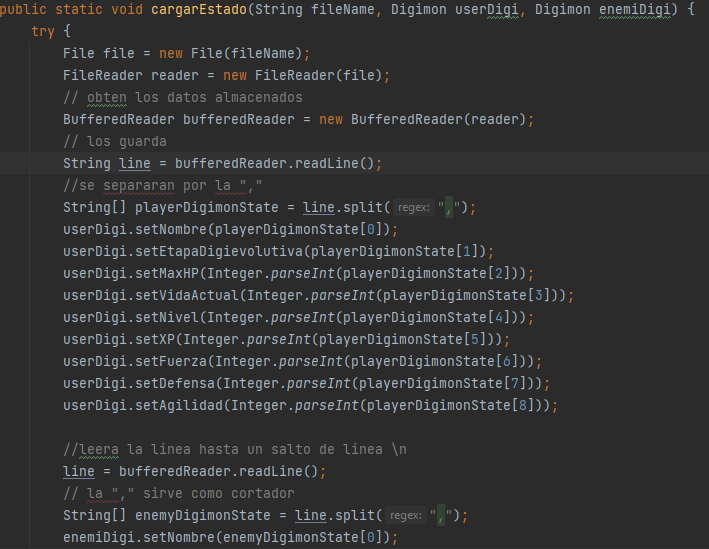 public static void cargarEstado(String fileName, Digimon userDigi, Digimon enemiDigi) {
try {
File file = new File(fileName);
FileReader reader = new FileReader(file);
// obten los datos almacenados
BufferedReader bufferedReader = new BufferedReader(reader);
// los guarda
String line = bufferedReader.readLine();
//se separaran por la ","
String[] playerDigimonState = line.split( regex: ",");
userDigi.setNombre(playerDigimonState[0]);
userDigi.setEtapaDigievolutiva(playerDigimonState[1]);
userDigi.setMaxHP(Integer.parseInt(playerDigimonState[2]));
userDigi.setVidaActual(Integer.parseInt(playerDigimonState[3]));
userDigi.setNivel(Integer.parseInt(playerDigimonState[4]));
userDigi.setXP(Integer.parseInt(playerDigimonState[5]));
userDigi.setFuerza(Integer.parseInt(playerDigimonState[6]));
userDigi.setDefensa(Integer.parseInt(playerDigimonState[7]));
userDigi.setAgilidad(Integer.parseInt(playerDigimonState[8]));
//leera la linea hasta un salto de linea \n
line = bufferedReader.readLine();
// la "," sirve como cortador
String[] enemyDigimonState = line.split( regex: ",");
enemiDigi.setNombre(enemyDigimonState[0]);